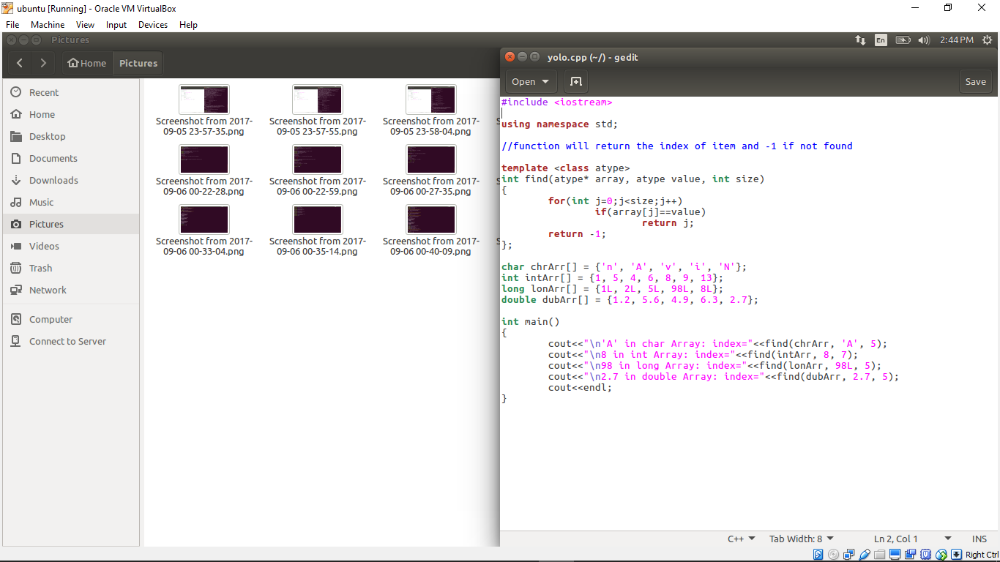 ubuntu [Running] - Oracle VM VirtualBox
File Machine View Input Devices Help
Pictures
En 2:44 PM
Home Pictures
Recent
Home
Desktop
Documents
Downloads
Music
Pictures
Videos
Trash
Network
Computer
Connect to Server
Screenshot from 2017-
09-05 23-57-35.png
Screenshot from 2017-
09-05 23-57-55.png
Screenshot from 2017-
09-05 23-58-04.png
Screenshot from 2017-
09-06 00-22-28.png
Screenshot from 2017-
09-06 00-22-59.png
Screenshot from 2017-
09-06 00-27-35.png
Screenshot from 2017-
09-06 00-33-04.png
Screenshot from 2017-
09-06 00-35-14.png
Screenshot from 2017-
09-06 00-40-09.png
yolo.cpp (~/) - gedit
Open Save
#include <iostream>
using namespace std;
//function will return the index of item and -1 if not found
template <class atype>
int find(atype* array, atype value, int size)
{
for(int j=0;j<size;j++)
if(array[j]==value)
return j;
return -1;
};
char chrArr[] = {'n', 'A', 'v', 'i', 'N'};
int intArr[] = {1, 5, 4, 6, 8, 9, 13};
long lonArr[] = {1L, 2L, 5L, 98L, 8L};
double dubArr[] = {1.2, 5.6, 4.9, 6.3, 2.7};
int main()
{
cout<<"\n'A' in char Array: index="<<find(chrArr, 'A', 5);
cout<<"\n8 in int Array: index="<<find(intArr, 8, 7);
cout<<"\n98 in long Array: index="<<find(lonArr, 98L, 5);
cout<<"\n2.7 in double Array: index="<<find(dubArr, 2.7, 5);
cout<<endl;
}
C++ Tab Width: 8 Ln 2, Col 1 INS
Right Ctrl